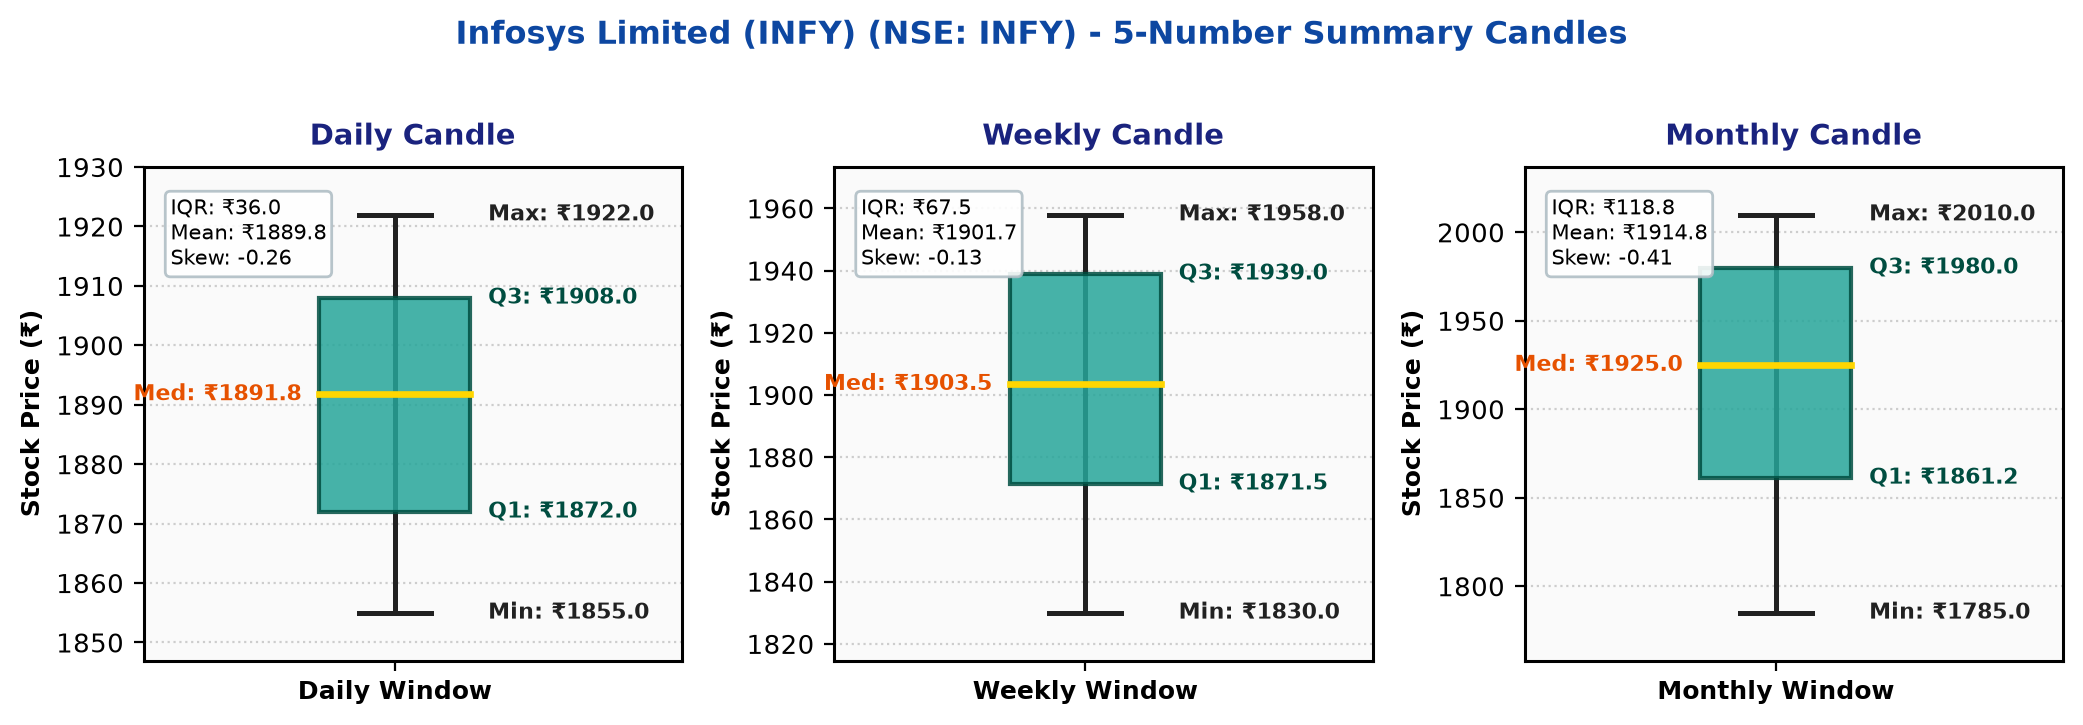 Infosys Limited (INFY) (NSE: INFY) - 5-Number Summary Candles
Daily Candle
Stock Price (₹)
1930
1920
1910
1900
1890
1880
1870
1860
1850
IQR: ₹36.0
Mean: ₹1889.8
Skew: -0.26
Max: ₹1922.0
Q3: ₹1908.0
Med: ₹1891.8
Q1: ₹1872.0
Min: ₹1855.0
Daily Window
Weekly Candle
Stock Price (₹)
1960
1940
1920
1900
1880
1860
1840
1820
IQR: ₹67.5
Mean: ₹1901.7
Skew: -0.13
Max: ₹1958.0
Q3: ₹1939.0
Med: ₹1903.5
Q1: ₹1871.5
Min: ₹1830.0
Weekly Window
Monthly Candle
Stock Price (₹)
2000
1950
1900
1850
1800
IQR: ₹118.8
Mean: ₹1914.8
Skew: -0.41
Max: ₹2010.0
Q3: ₹1980.0
Med: ₹1925.0
Q1: ₹1861.2
Min: ₹1785.0
Monthly Window